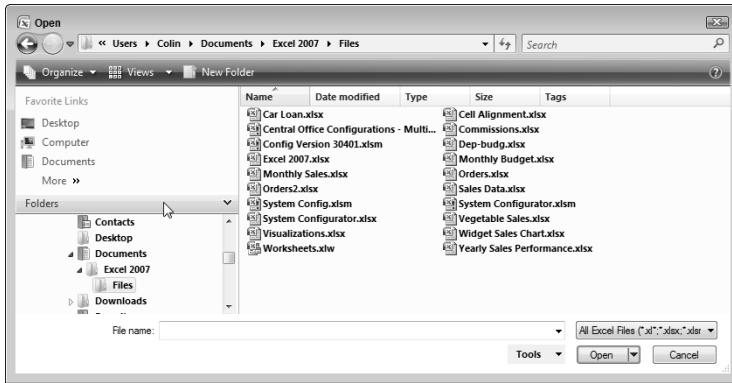 Open
« Users ▸ Colin ▸ Documents ▸ Excel 2007 ▸ Files
Search
Organize Views New Folder
Favorite Links
Desktop
Computer
Documents
More »
Folders
Contacts
Desktop
Documents
Excel 2007
Files
Downloads
Name Date modified Type Size Tags
Car Loan.xlsx
Central Office Configurations - Multi...
Config Version 30401.xlsm
Excel 2007.xlsx
Monthly Sales.xlsx
Orders2.xlsx
System Config.xlsm
System Configurator.xlsx
Visualizations.xlsx
Worksheets.xlw
Cell Alignment.xlsx
Commissions.xlsx
Dep-budg.xlsx
Monthly Budget.xlsx
Orders.xlsx
Sales Data.xlsx
System Configurator.xlsm
Vegetable Sales.xlsx
Widget Sales Chart.xlsx
Yearly Sales Performance.xlsx
File name:
All Excel Files (*.xl*;*.xlsx;*.xlsr
Tools Open Cancel